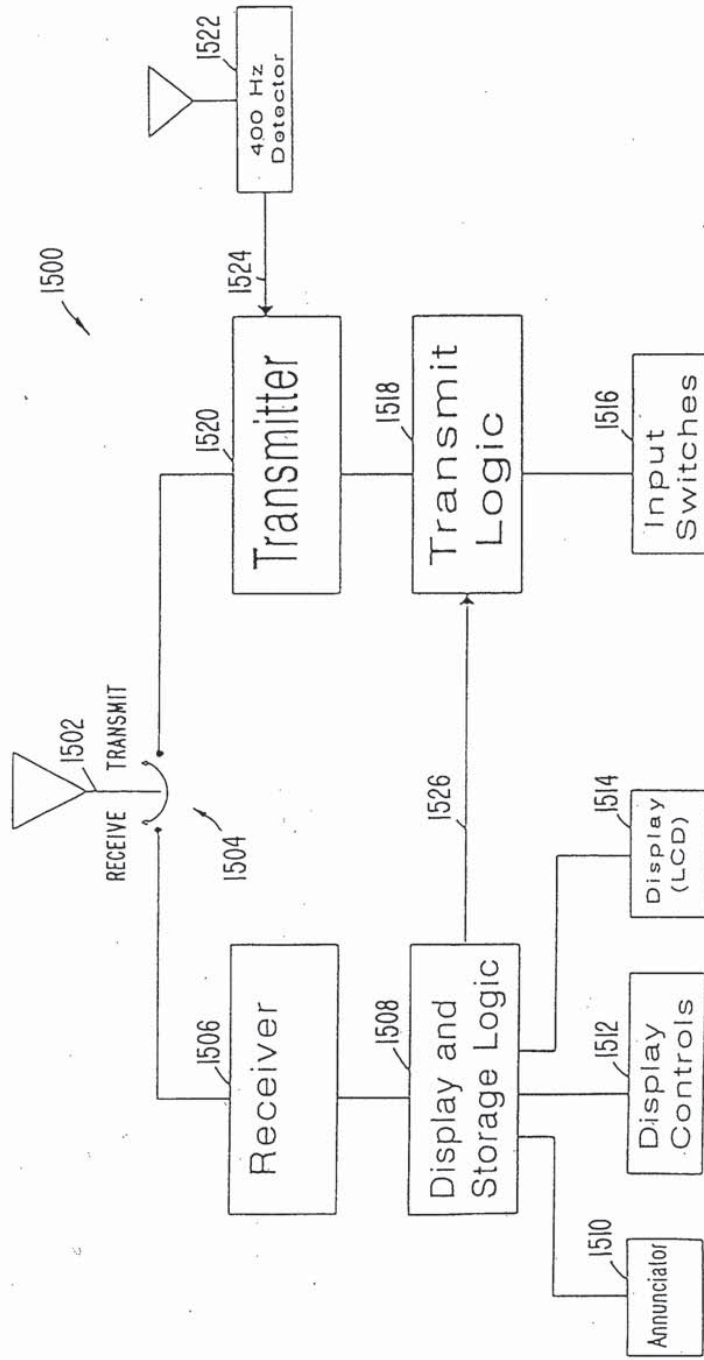 1500
1502
RECEIVE
TRANSMIT
1504
1506
Receiver
1520
Transmitter
1524
1522
400 Hz
Detector
1508
Display and
Storage Logic
1526
1518
Transmit
Logic
1510
Annunciator
1512
Display
Controls
1514
Display
(LCD)
1516
Input
Switches